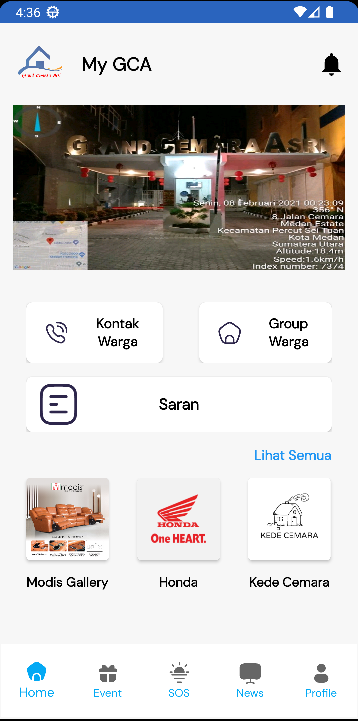 4:36
My GCA
GRAND CEMARA ASRI
Senin, 08 Februari 2021 00.23.09
356° N
8 Jalan Cemara
Medan Estate
Kecamatan Percut Sei Tuan
Kota Medan
Sumatera Utara
Altitude:18.4m
Speed:1.6km/h
Index number: 7374
Kontak
Warga
Group
Warga
Saran
Lihat Semua
modis
HONDA
One HEART.
KEDE CEMARA
Modis Gallery
Honda
Kede Cemara
Home
Event
SOS
News
Profile